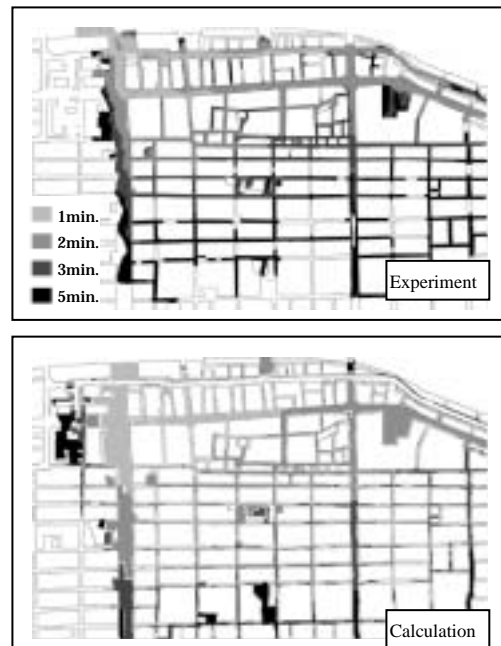 1min.
2min.
3min.
5min.
Experiment
Calculation